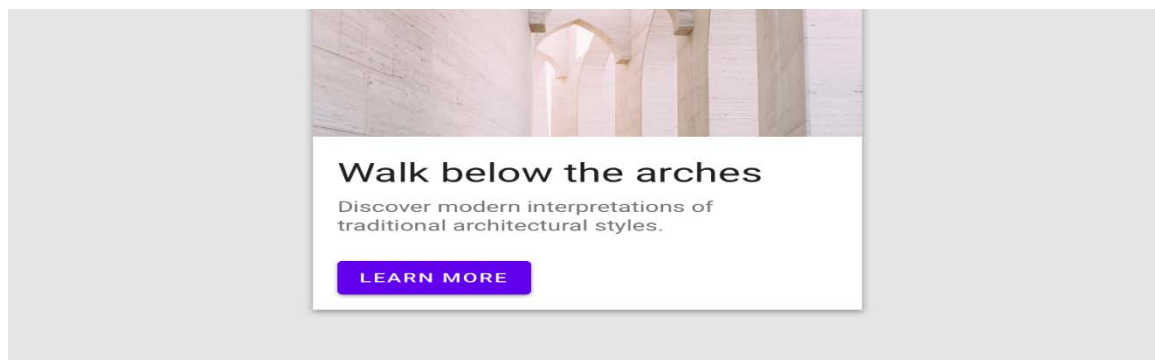 Walk below the arches
Discover modern interpretations of
traditional architectural styles.
LEARN MORE